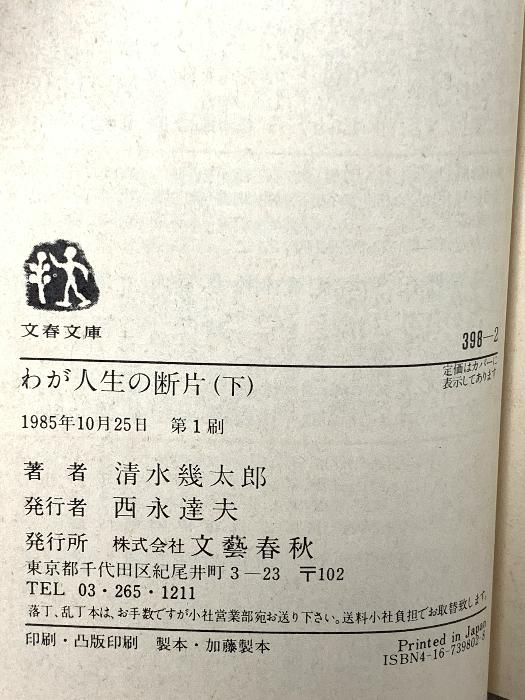 文春文庫
398—2
定価はカバーに
表示してあります
わが人生の断片(下)
1985年10月25日 第1刷
著者 清水幾太郎
発行者 西永達夫
発行所 株式会社 文藝春秋
東京都千代田区紀尾井町3—23 〒102
TEL 03・265・1211
落丁、乱丁本は、お手数ですが小社営業部宛お送り下さい。送料小社負担でお取替致します。
印刷・凸版印刷 製本・加藤製本
Printed in Japan
ISBN4-16-739802-8